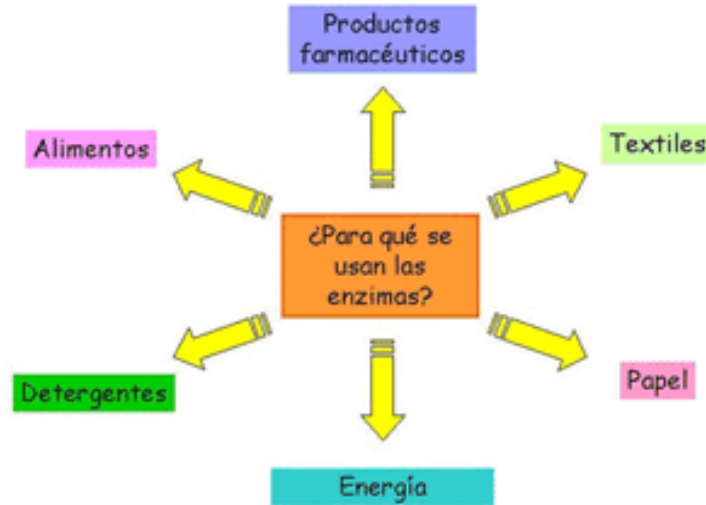 Productos
farmacéuticos
Alimentos
Textiles
¿Para qué se
usan las
enzimas?
Detergentes
Papel
Energía